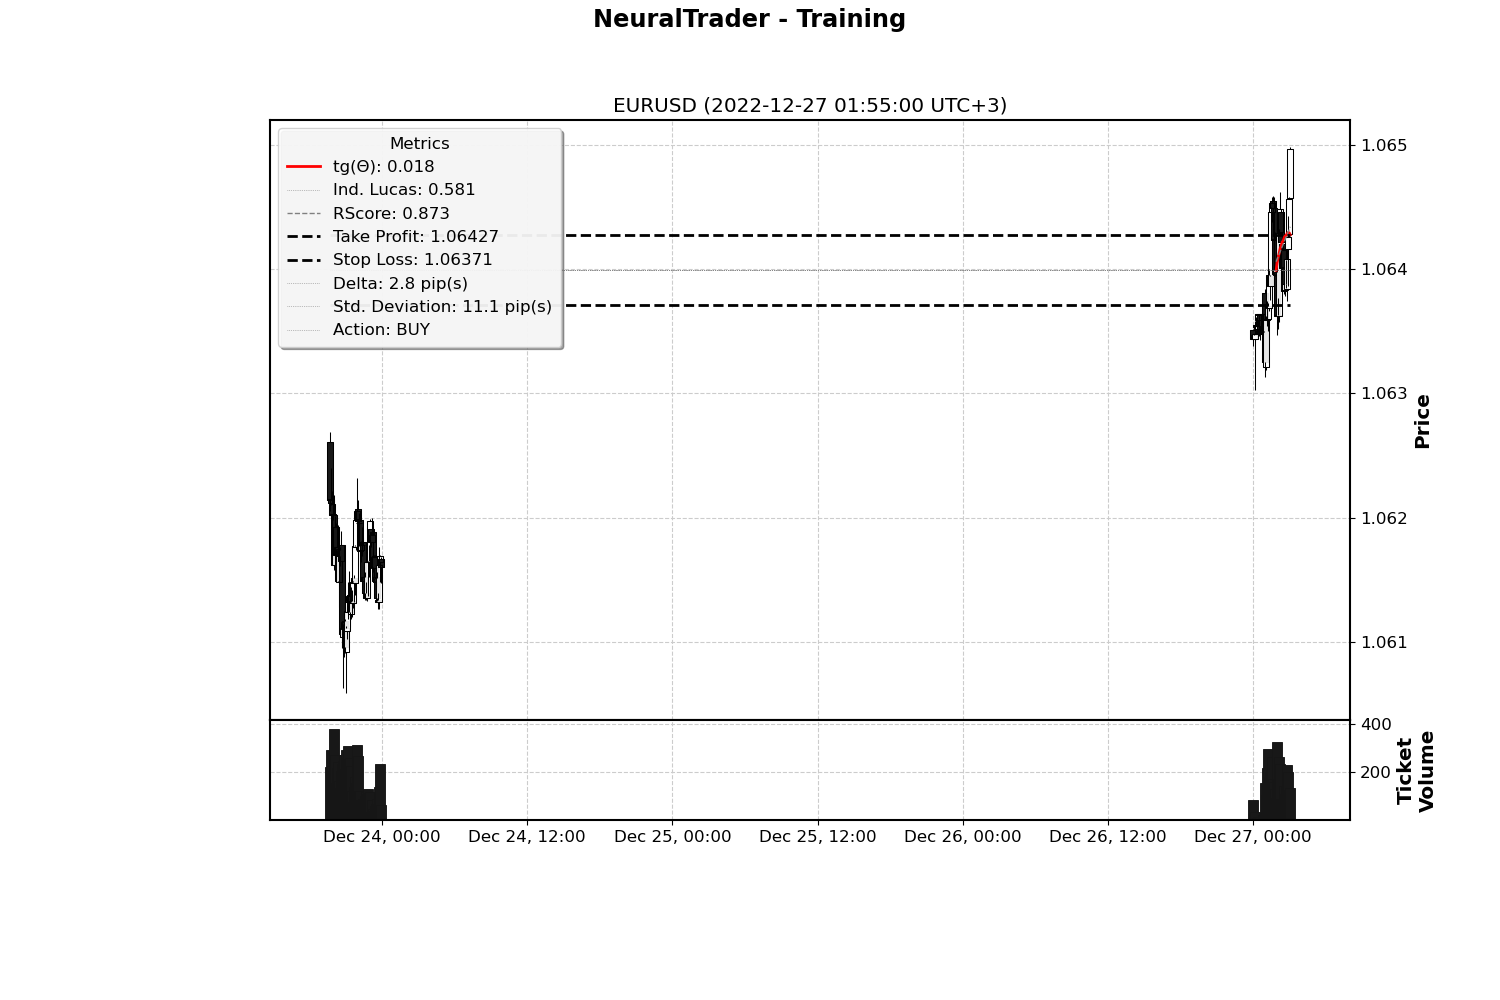 NeuralTrader - Training
EURUSD (2022-12-27 01:55:00 UTC+3)
Metrics
tg(Θ): 0.018
Ind. Lucas: 0.581
RScore: 0.873
Take Profit: 1.06427
Stop Loss: 1.06371
Delta: 2.8 pip(s)
Std. Deviation: 11.1 pip(s)
Action: BUY
1.065
1.064
1.063
1.062
1.061
Price
400
200
Ticket
Volume
Dec 24, 00:00
Dec 24, 12:00
Dec 25, 00:00
Dec 25, 12:00
Dec 26, 00:00
Dec 26, 12:00
Dec 27, 00:00